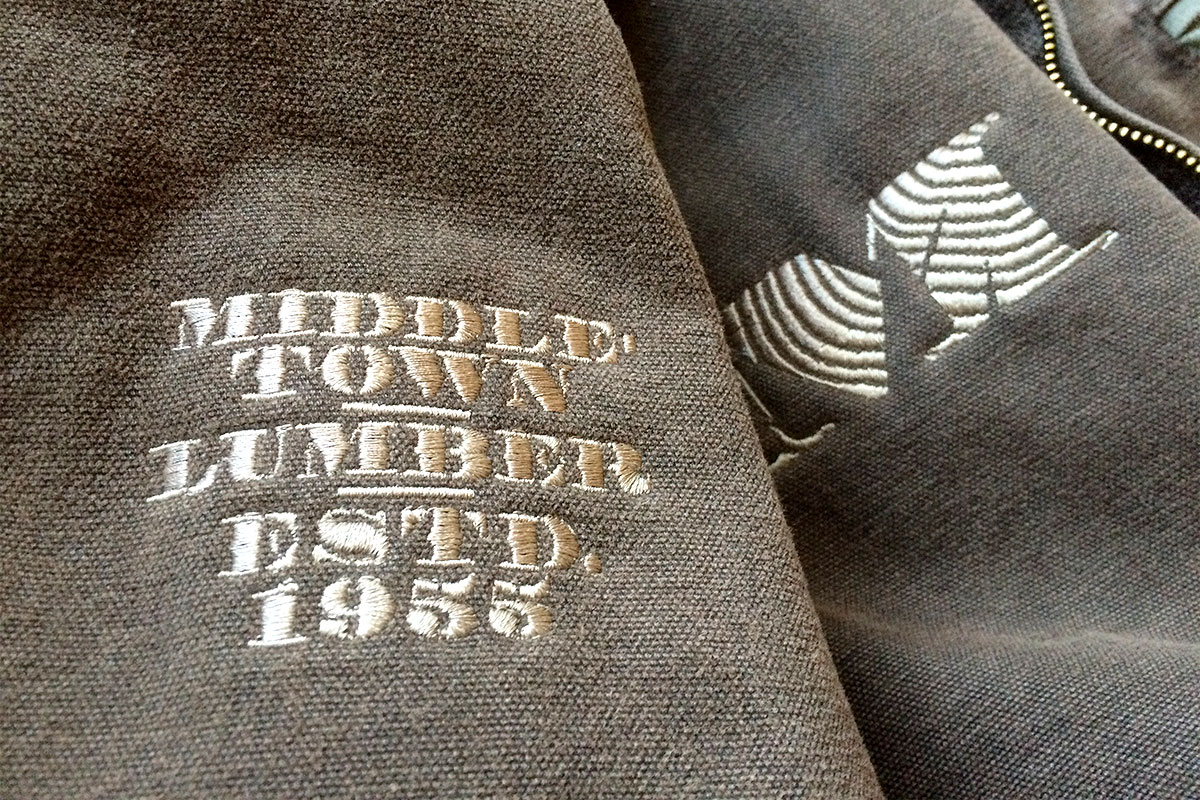 MIDDLE-
TOWN
LUMBER
ESTD.
1955